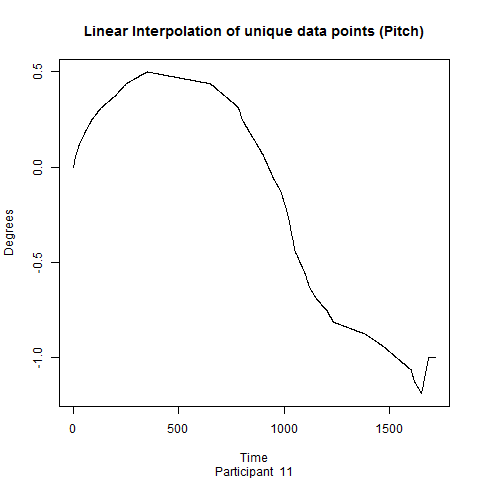 Linear Interpolation of unique data points (Pitch)
0.5
0.0
-0.5
-1.0
Degrees
0 500 1000 1500
Time
Participant 11